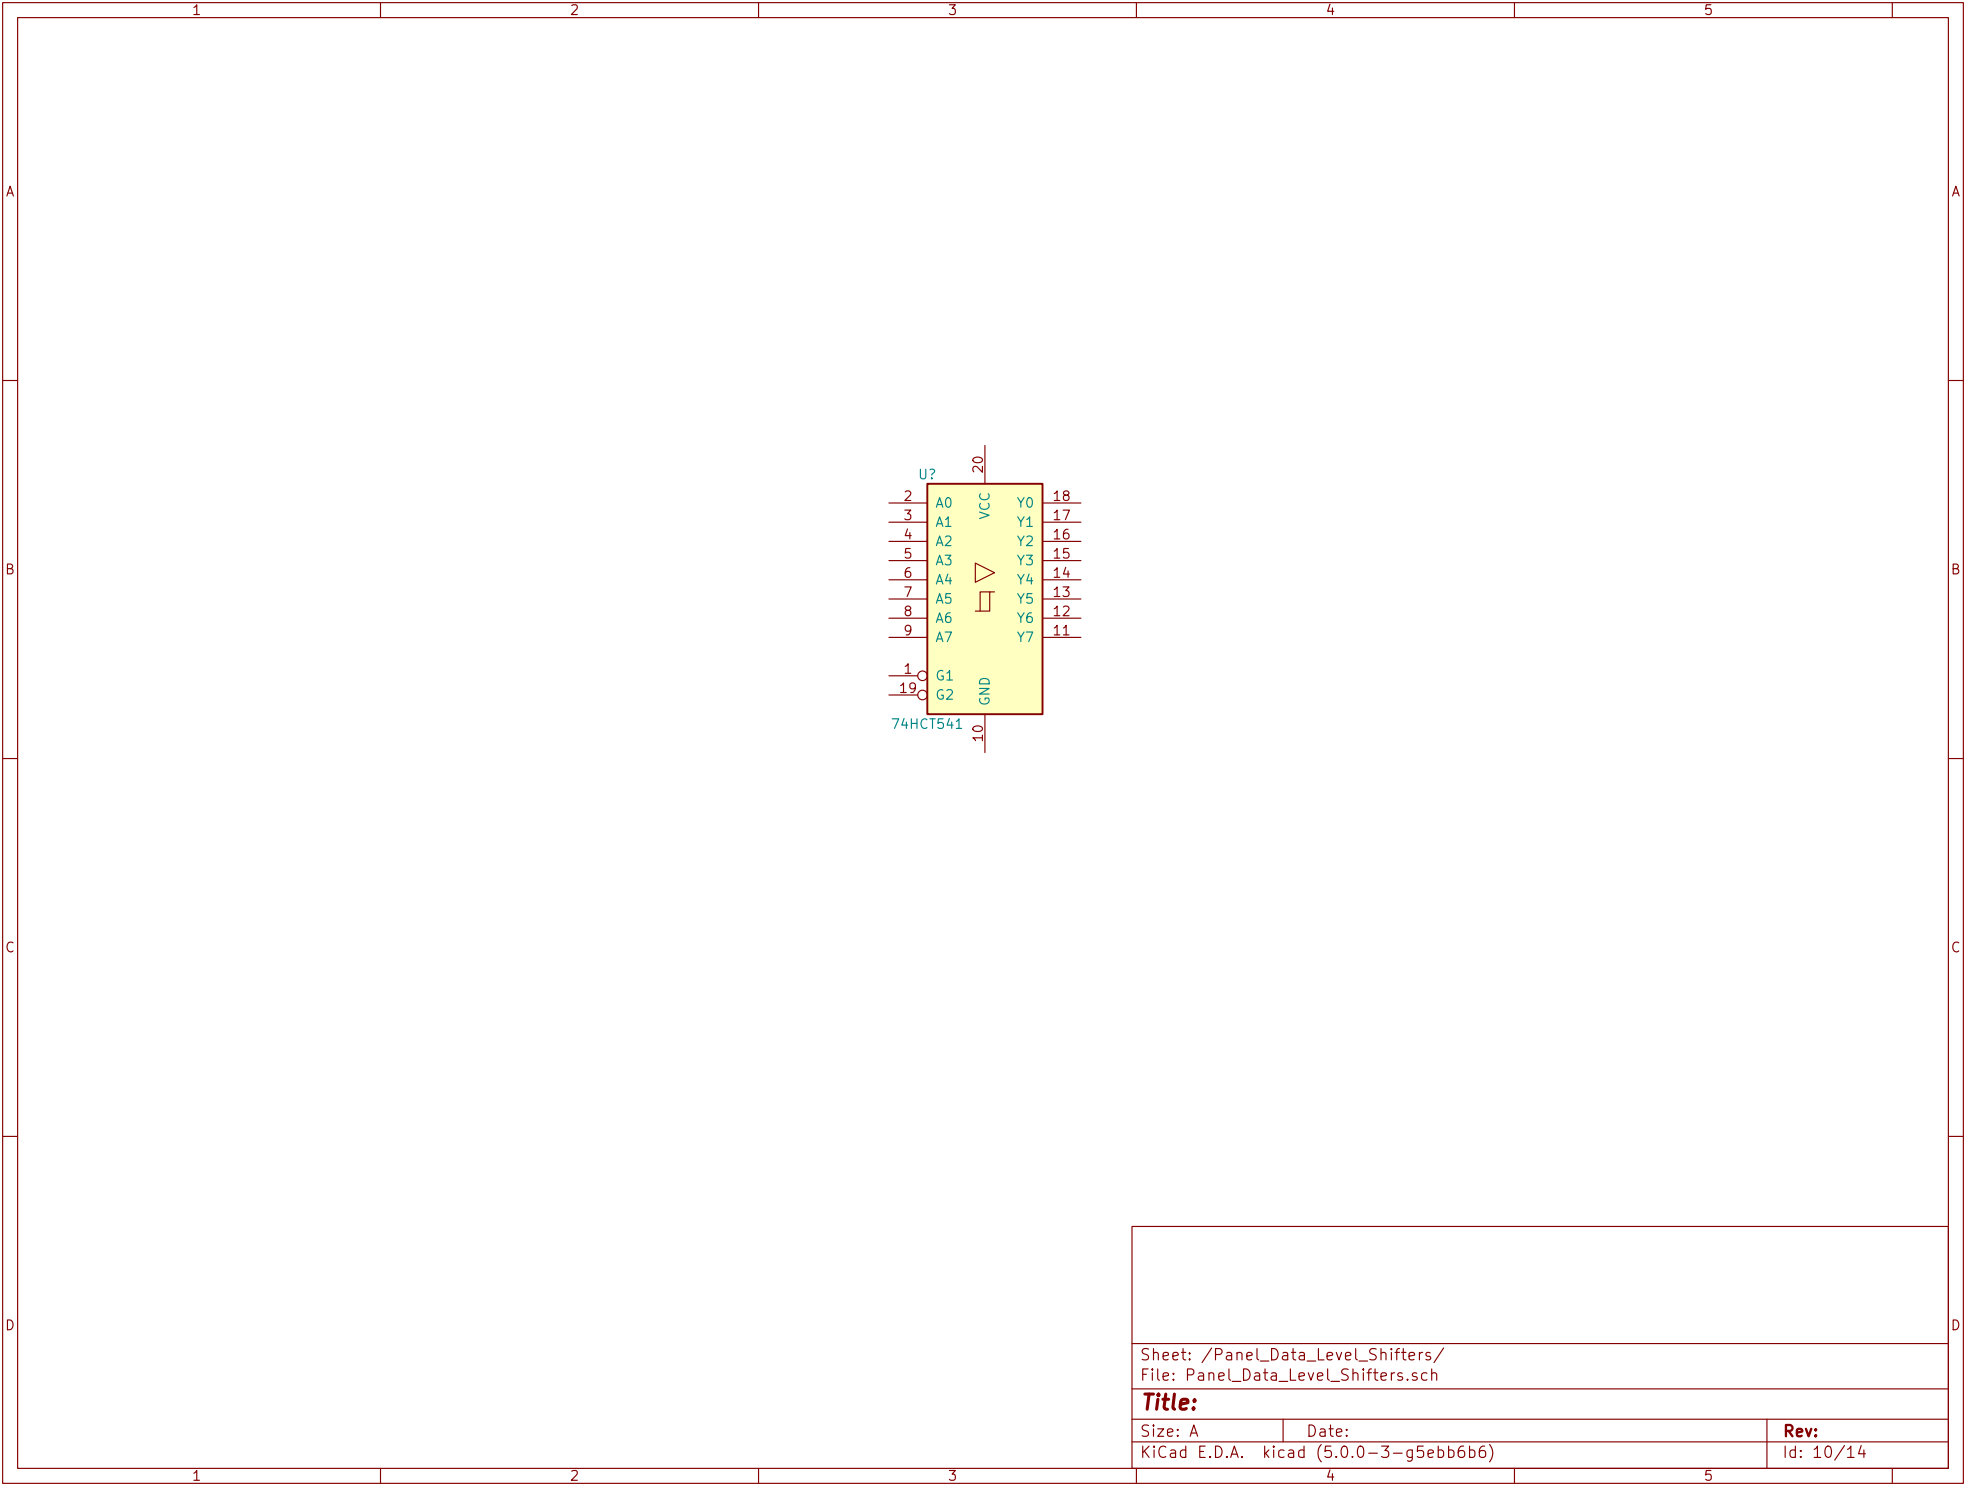 1 2 3 4 5
A A
20
U?
VCC
2 A0 Y0 18
3 A1 Y1 17
4 A2 Y2 16
5 A3 Y3 15
B B
6 A4 Y4 14
7 A5 Y5 13
8 A6 Y6 12
9 A7 Y7 11
1 G1
19 G2
GND
74HCT541
10
C C
D D
Sheet: /Panel_Data_Level_Shifters/
File: Panel_Data_Level_Shifters.sch
Title:
Size: A Date: Rev:
KiCad E.D.A. kicad (5.0.0-3-g5ebb6b6) Id: 10/14
1 2 3 4 5